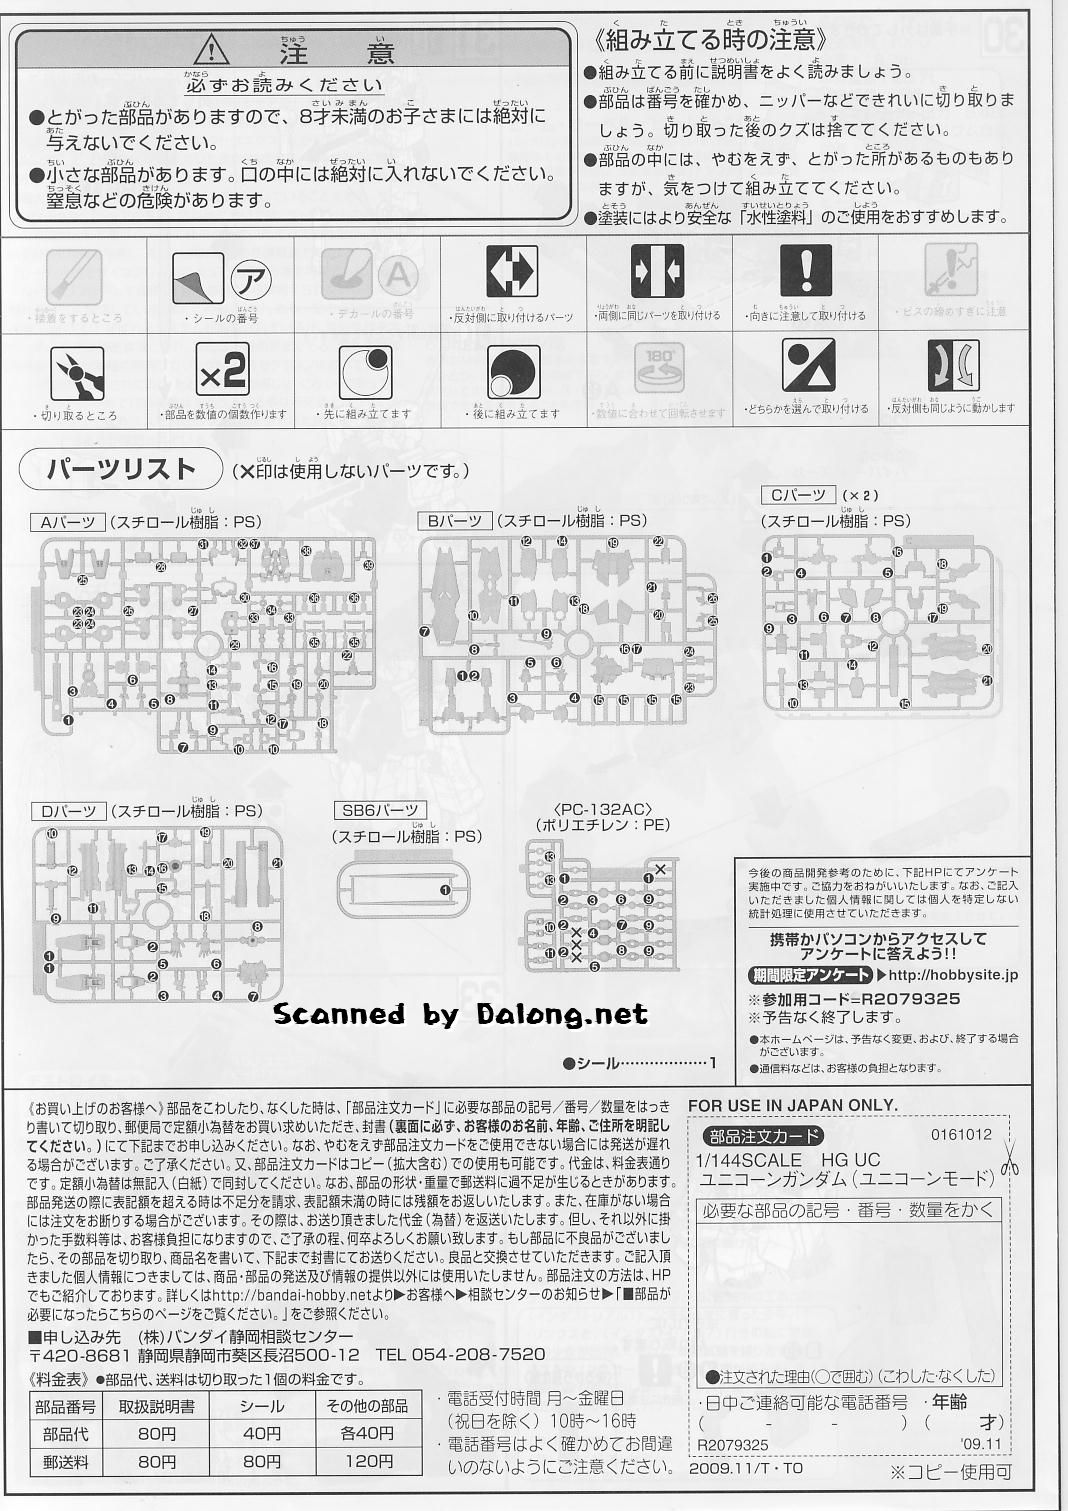 注意
必ずお読みください
●とがった部品がありますので、8才未満のお子さまには絶対に
与えないでください。
●小さな部品があります。口の中には絶対に入れないでください。
窒息などの危険があります。
《組み立てる時の注意》
●組み立てる前に説明書をよく読みましょう。
●部品は番号を確かめ、ニッパーなどできれいに切り取りま
しょう。切り取った後のクズは捨ててください。
●部品の中には、やむをえず、とがった所があるものもあり
ますが、気をつけて組み立ててください。
●塗装にはより安全な「水性塗料」のご使用をおすすめします。
・接着をするところ
ア
・シールの番号
A
・デカールの番号
・反対側に取り付けるパーツ
・両側に同じパーツを取り付ける
・向きに注意して取り付ける
・ビスの締めすぎに注意
・切り取るところ
×2
・部品を数値の個数作ります
・先に組み立てます
・後に組み立てます
180°
・数値に合わせて回転させます
・どちらかを選んで取り付ける
・反対側も同じように動かします
パーツリスト (×印は使用しないパーツです。)
Aパーツ (スチロール樹脂：PS)
Bパーツ (スチロール樹脂：PS)
Cパーツ (×2)
(スチロール樹脂：PS)
Dパーツ (スチロール樹脂：PS)
SB6パーツ
(スチロール樹脂：PS)
〈PC-132AC〉
(ポリエチレン：PE)
Scanned by Dalong.net
●シール………………1
今後の商品開発参考のために、下記HPにてアンケート
実施中です。ご協力をおねがいいたします。なお、ご記入
いただきました個人情報に関しては個人を特定しない
統計処理に使用させていただきます。
携帯かパソコンからアクセスして
アンケートに答えよう!!
期間限定アンケート▶http://hobbysite.jp
※参加用コード=R2079325
※予告なく終了します。
●本ホームページは、予告なく変更、および、終了する場合
がございます。
●通信料などは、お客様の負担となります。
《お買い上げのお客様へ》部品をこわしたり、なくした時は、「部品注文カード」に必要な部品の記号／番号／数量をはっき
り書いて切り取り、郵便局で定額小為替をお買い求めいただき、封書(裏面に必ず、お客様のお名前、年齢、ご住所を明記し
てください。)にて下記までお申し込みください。なお、やむをえず部品注文カードをご使用できない場合には発送が遅れ
る場合がございます。ご了承ください。又、部品注文カードはコピー(拡大含む)での使用も可能です。代金は、料金表通り
です。定額小為替は無記入(白紙)で同封してください。なお、部品の形状・重量で郵送料に過不足が生じるときがあります。
部品発送の際に表記額を超える時は不足分を請求、表記額未満の時には残額をお返しいたします。また、在庫がない場合
には注文をお断りする場合がございます。その際は、お送り頂きました代金(為替)を返送いたします。但し、それ以外に掛
かった手数料等は、お客様負担になりますので、ご了承の程、何卒よろしくお願い致します。もし部品に不良品がございまし
たら、その部品を切り取り、商品名を書いて、下記まで封書にてお送りください。良品と交換させていただきます。ご記入頂
きました個人情報につきましては、商品・部品の発送及び情報の提供以外には使用いたしません。部品注文の方法は、HP
でもご紹介しております。詳しくはhttp://bandai-hobby.netより▶お客様へ▶相談センターのお知らせ▶「■部品が
必要になったらこちらのページをご覧ください。」をご参照ください。
■申し込み先 (株)バンダイ静岡相談センター
〒420-8681 静岡県静岡市葵区長沼500-12 TEL 054-208-7520
《料金表》●部品代、送料は切り取った1個の料金です。
部品番号 取扱説明書 シール その他の部品
部品代 80円 40円 各40円
郵送料 80円 80円 120円
・電話受付時間 月〜金曜日
(祝日を除く) 10時〜16時
・電話番号はよく確かめてお間違
いのないようにご注意ください。
FOR USE IN JAPAN ONLY.
部品注文カード 0161012
1/144SCALE HG UC
ユニコーンガンダム(ユニコーンモード)
必要な部品の記号・番号・数量をかく
●注文された理由(○で囲む)(こわした・なくした)
・日中ご連絡可能な電話番号 ・年齢
( - - ) ( 才)
R2079325 '09.11
2009.11/T・TO ※コピー使用可